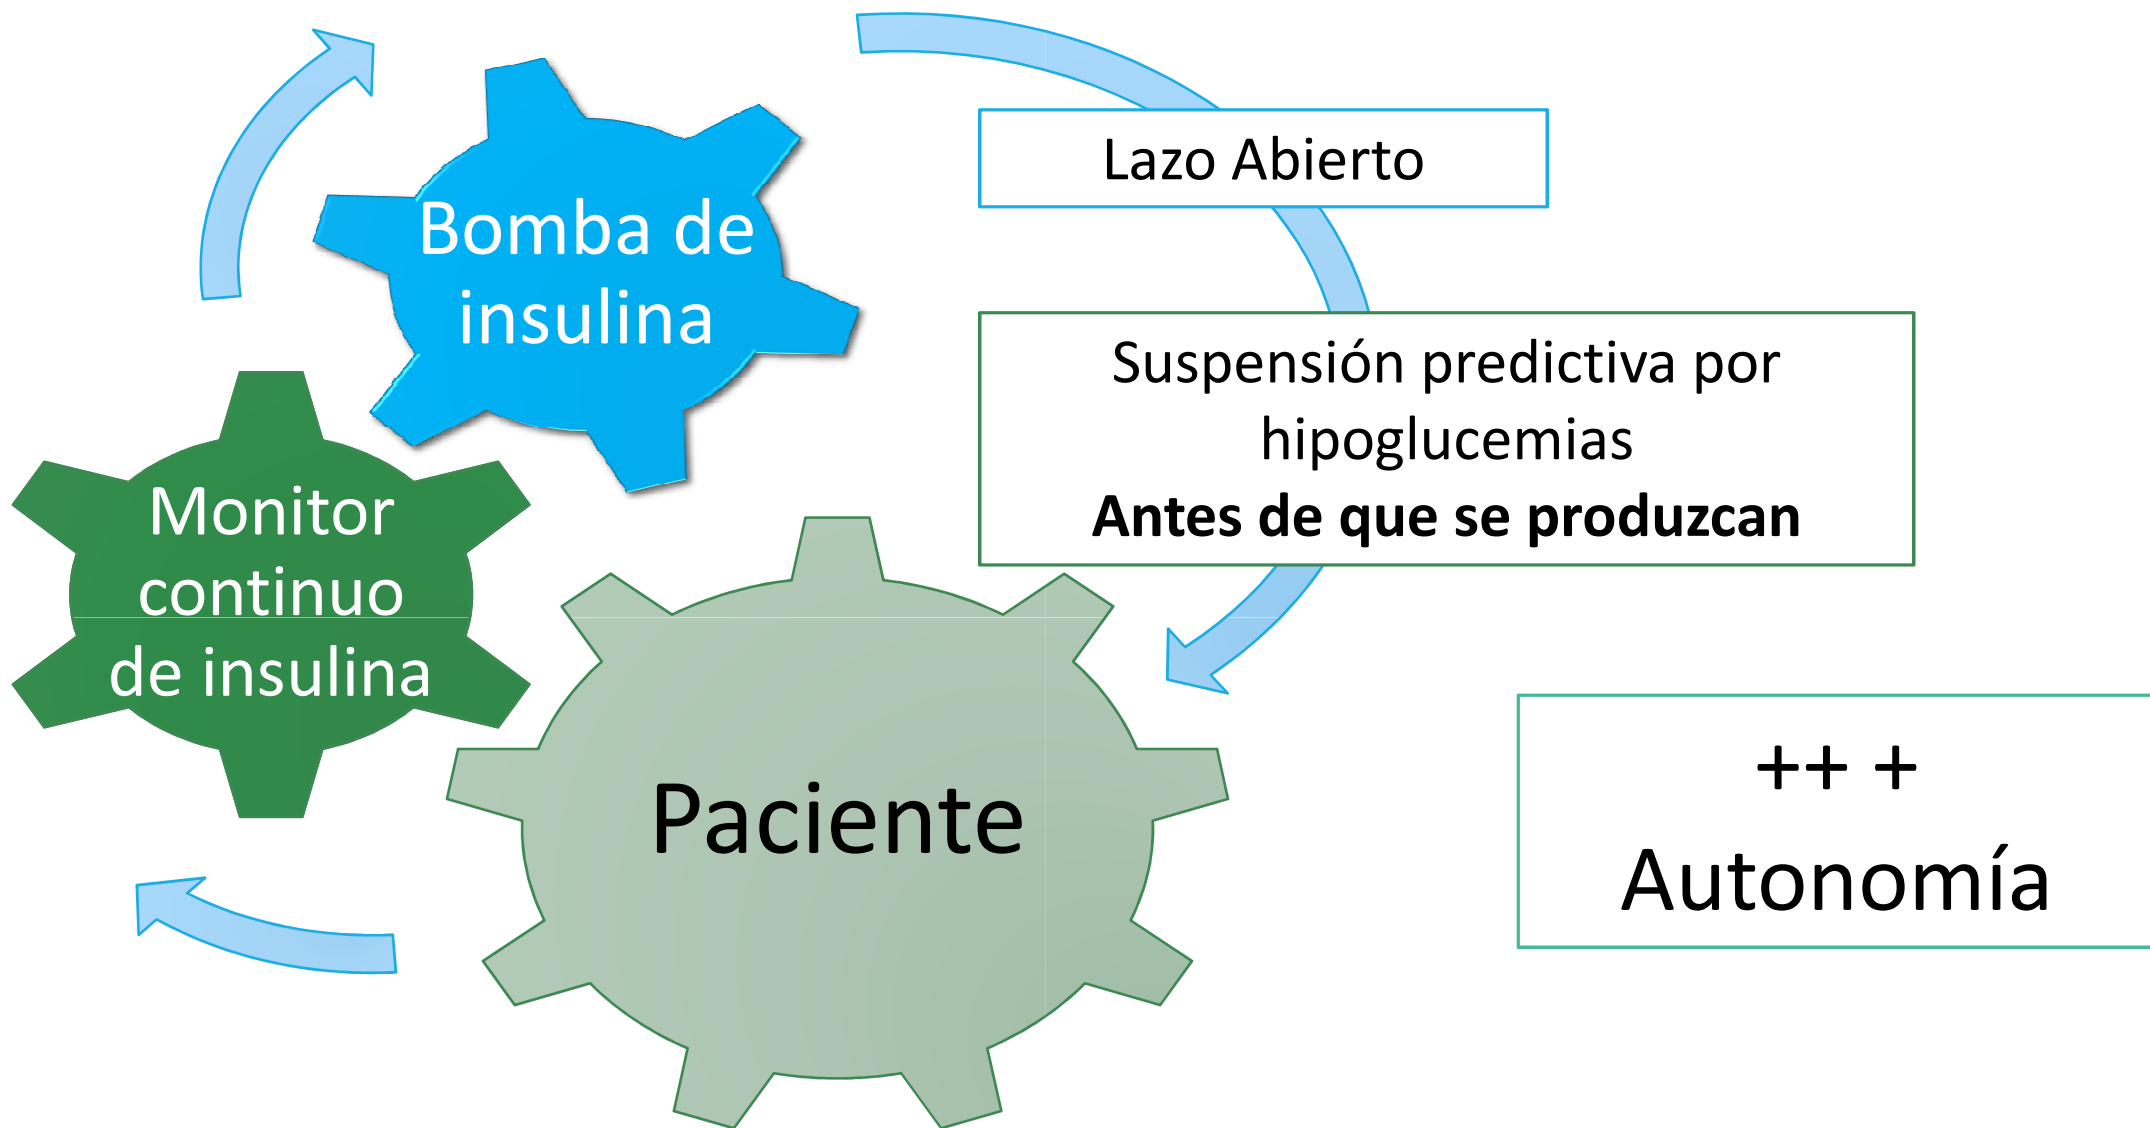 Bomba de
insulina
Lazo Abierto
Suspensión predictiva por
hipoglucemias
Antes de que se produzcan
Monitor
continuo
de insulina
Paciente
++ +
Autonomía